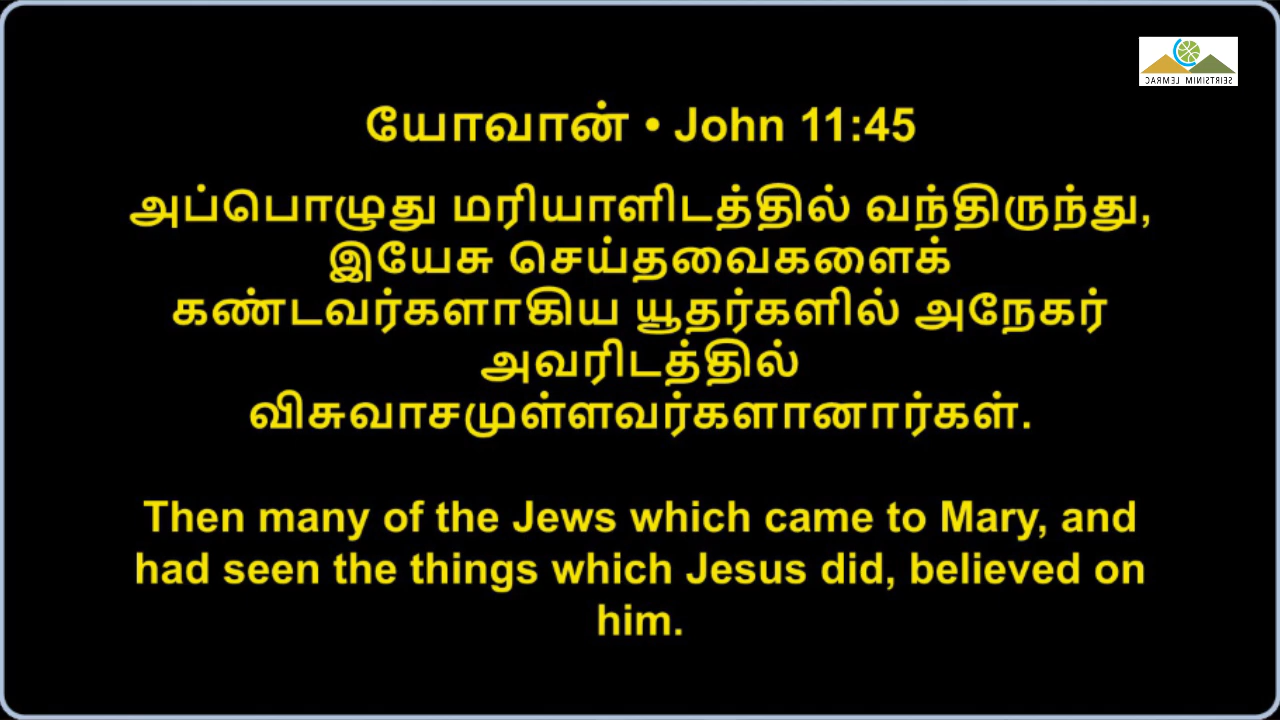 CARMEL MINISTRIES
யோவான் • John 11:45
அப்பொழுது மரியாளிடத்தில் வந்திருந்து,
இயேசு செய்தவைகளைக்
கண்டவர்களாகிய யூதர்களில் அநேகர்
அவரிடத்தில்
விசுவாசமுள்ளவர்களானார்கள்.
Then many of the Jews which came to Mary, and
had seen the things which Jesus did, believed on
him.